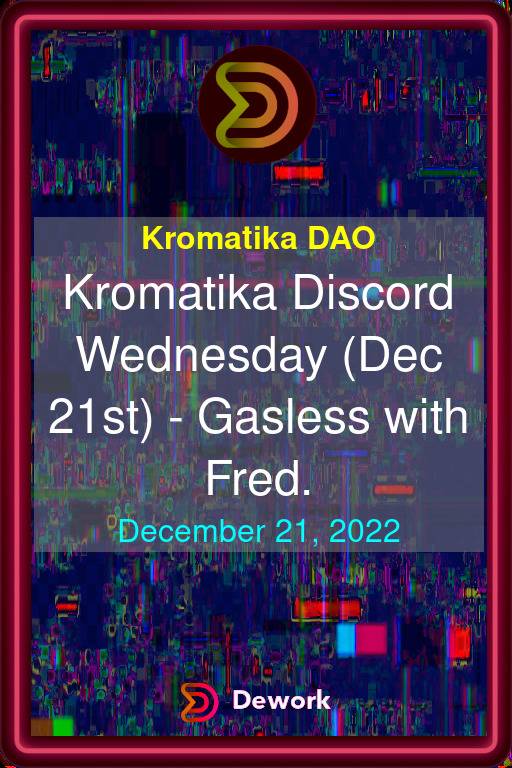 Kromatika DAO
Kromatika Discord
Wednesday (Dec
21st) - Gasless with
Fred.
December 21, 2022
Dework